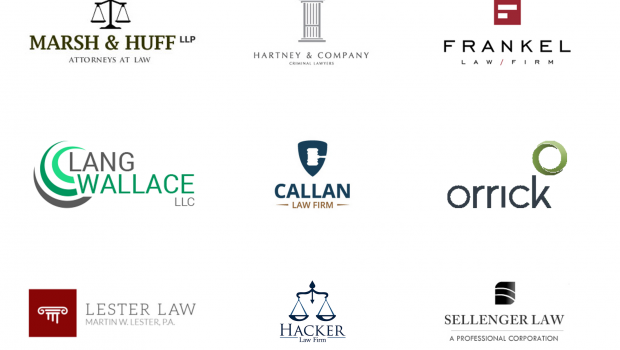 MARSH & HUFF LLP
ATTORNEYS AT LAW
HARTNEY & COMPANY
CRIMINAL LAWYERS
FRANKEL
LAW/FIRM
LANG
WALLACE
LLC
CALLAN
LAW FIRM
orrick
LESTER LAW
MARTIN W. LESTER, P.A.
HACKER
Law Firm
SELLENGER LAW
A PROFESSIONAL CORPORATION